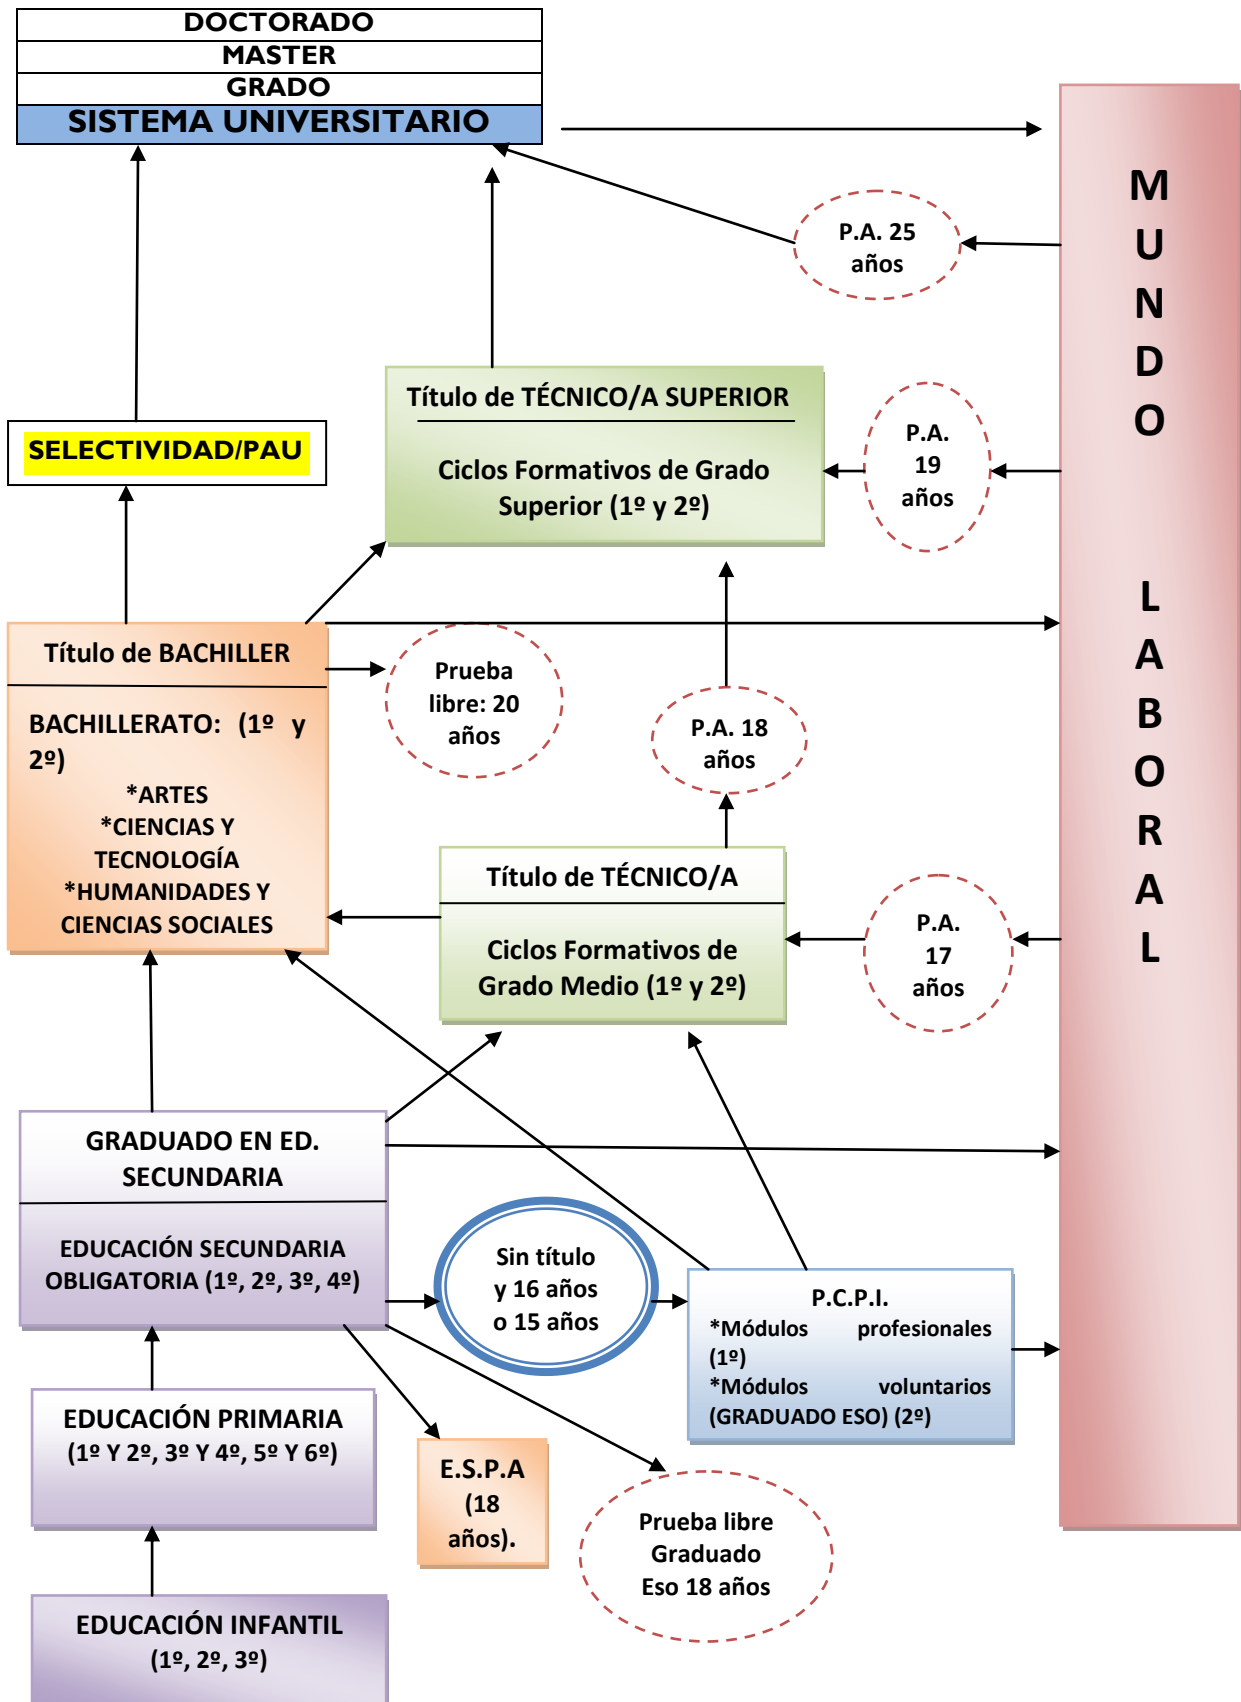 DOCTORADO
MASTER
GRADO
SISTEMA UNIVERSITARIO
P.A. 25
años
Título de TÉCNICO/A SUPERIOR
Ciclos Formativos de Grado
Superior (1º y 2º)
P.A.
19
años
SELECTIVIDAD/PAU
Título de BACHILLER
BACHILLERATO: (1º y
2º)
*ARTES
*CIENCIAS Y
TECNOLOGÍA
*HUMANIDADES Y
CIENCIAS SOCIALES
Prueba
libre: 20
años
P.A. 18
años
Título de TÉCNICO/A
Ciclos Formativos de
Grado Medio (1º y 2º)
P.A.
17
años
GRADUADO EN ED.
SECUNDARIA
EDUCACIÓN SECUNDARIA
OBLIGATORIA (1º, 2º, 3º, 4º)
Sin título
y 16 años
o 15 años
P.C.P.I.
*Módulos profesionales
(1º)
*Módulos voluntarios
(GRADUADO ESO) (2º)
EDUCACIÓN PRIMARIA
(1º Y 2º, 3º Y 4º, 5º Y 6º)
E.S.P.A
(18
años).
Prueba libre
Graduado
Eso 18 años
EDUCACIÓN INFANTIL
(1º, 2º, 3º)
M
U
N
D
O
L
A
B
O
R
A
L